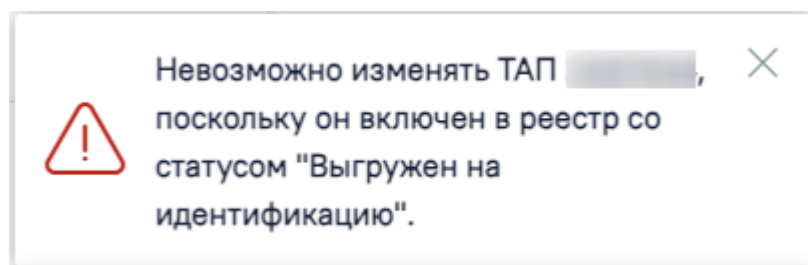 Невозможно изменять ТАП ,
поскольку он включен в реестр со
статусом "Выгружен на
идентификацию".